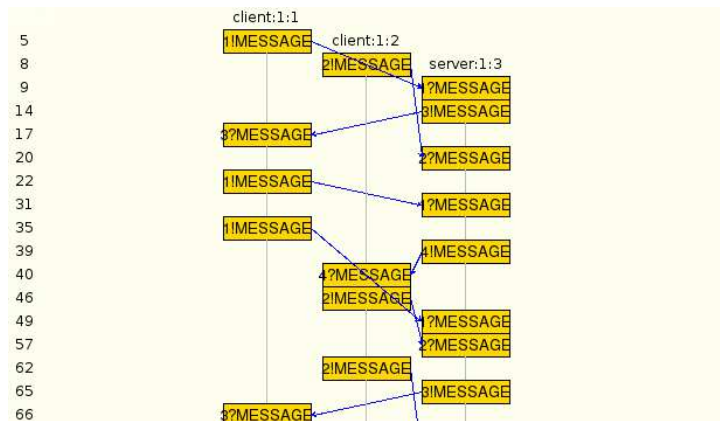 client:1:1
5 1!MESSAGE client:1:2
8 2!MESSAGE server:1:3
9 1?MESSAGE
14 3!MESSAGE
17 3?MESSAGE
20 2?MESSAGE
22 1!MESSAGE
31 1?MESSAGE
35 1!MESSAGE
39 4!MESSAGE
40 4?MESSAGE
46 2!MESSAGE
49 1?MESSAGE
57 2?MESSAGE
62 2!MESSAGE
65 3!MESSAGE
66 3?MESSAGE